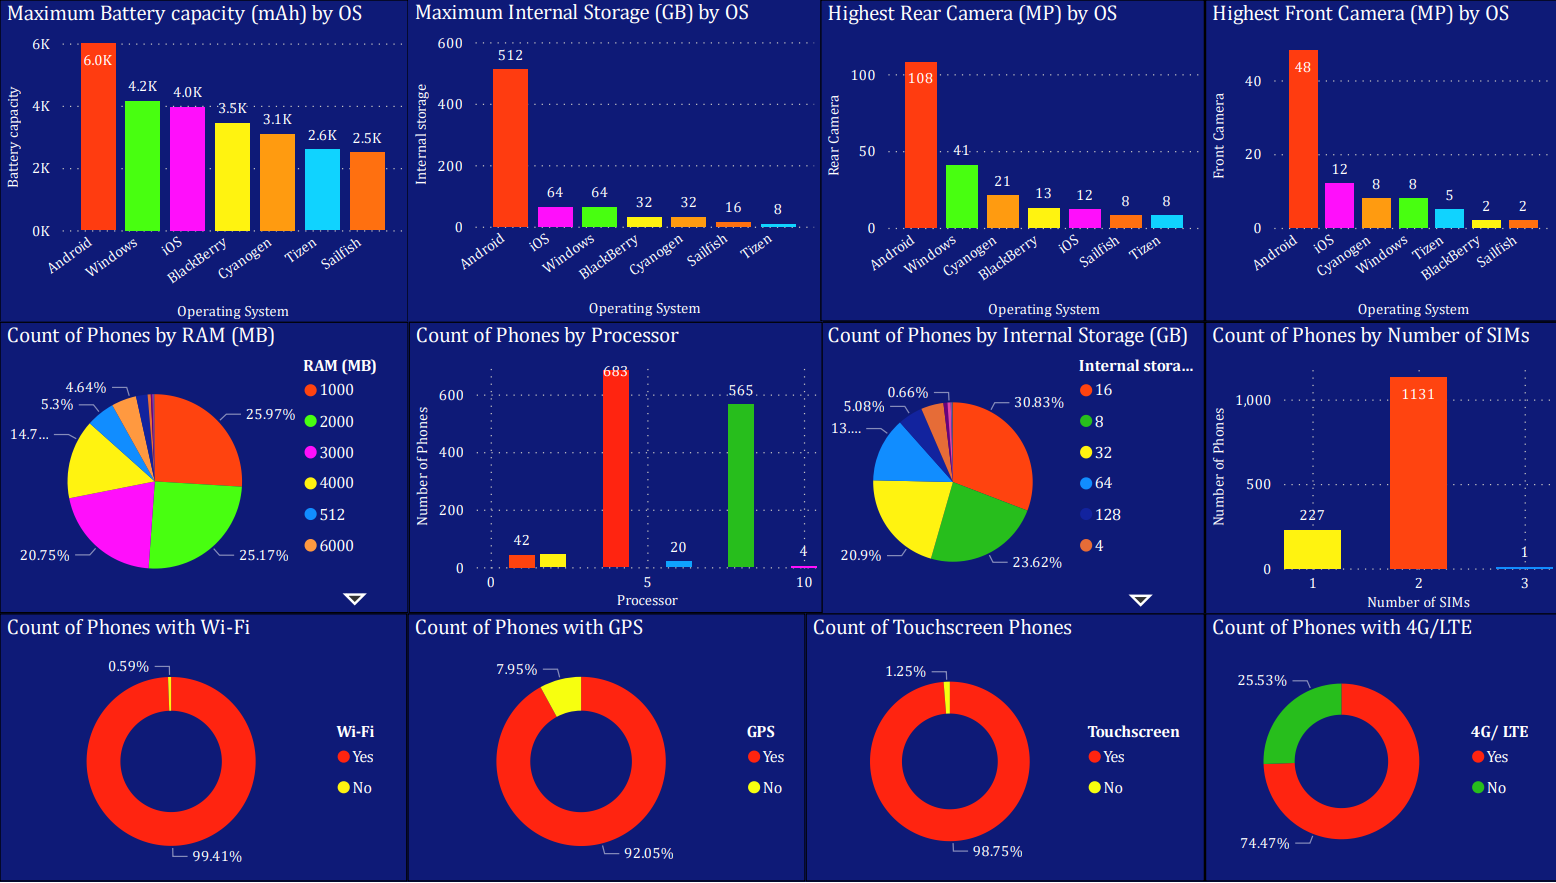 Maximum Battery capacity (mAh) by OS
6K
4K
2K
0K
Battery capacity
6.0K
4.2K
4.0K
3.5K
3.1K
2.6K
2.5K
Android
Windows
iOS
BlackBerry
Cyanogen
Tizen
Sailfish
Operating System
Maximum Internal Storage (GB) by OS
600
400
200
0
Internal storage
512
64
64
32
32
16
8
Android
iOS
Windows
BlackBerry
Cyanogen
Sailfish
Tizen
Operating System
Highest Rear Camera (MP) by OS
100
50
0
Rear Camera
108
41
21
13
12
8
8
Android
Windows
Cyanogen
BlackBerry
iOS
Sailfish
Tizen
Operating System
Highest Front Camera (MP) by OS
40
20
0
Front Camera
48
12
8
8
5
2
2
Android
iOS
Cyanogen
Windows
Tizen
BlackBerry
Sailfish
Operating System
Count of Phones by RAM (MB)
4.64%
5.3%
14.7...
20.75%
25.97%
25.17%
RAM (MB)
1000
2000
3000
4000
512
6000
Count of Phones by Processor
600
400
200
0
Number of Phones
42
683
20
565
4
0
5
10
Processor
Count of Phones by Internal Storage (GB)
0.66%
5.08%
13....
20.9%
30.83%
23.62%
Internal stora...
16
8
32
64
128
4
Count of Phones by Number of SIMs
1,000
500
0
Number of Phones
227
1131
1
1
2
3
Number of SIMs
Count of Phones with Wi-Fi
0.59%
99.41%
Wi-Fi
Yes
No
Count of Phones with GPS
7.95%
92.05%
GPS
Yes
No
Count of Touchscreen Phones
1.25%
98.75%
Touchscreen
Yes
No
Count of Phones with 4G/LTE
25.53%
74.47%
4G/ LTE
Yes
No